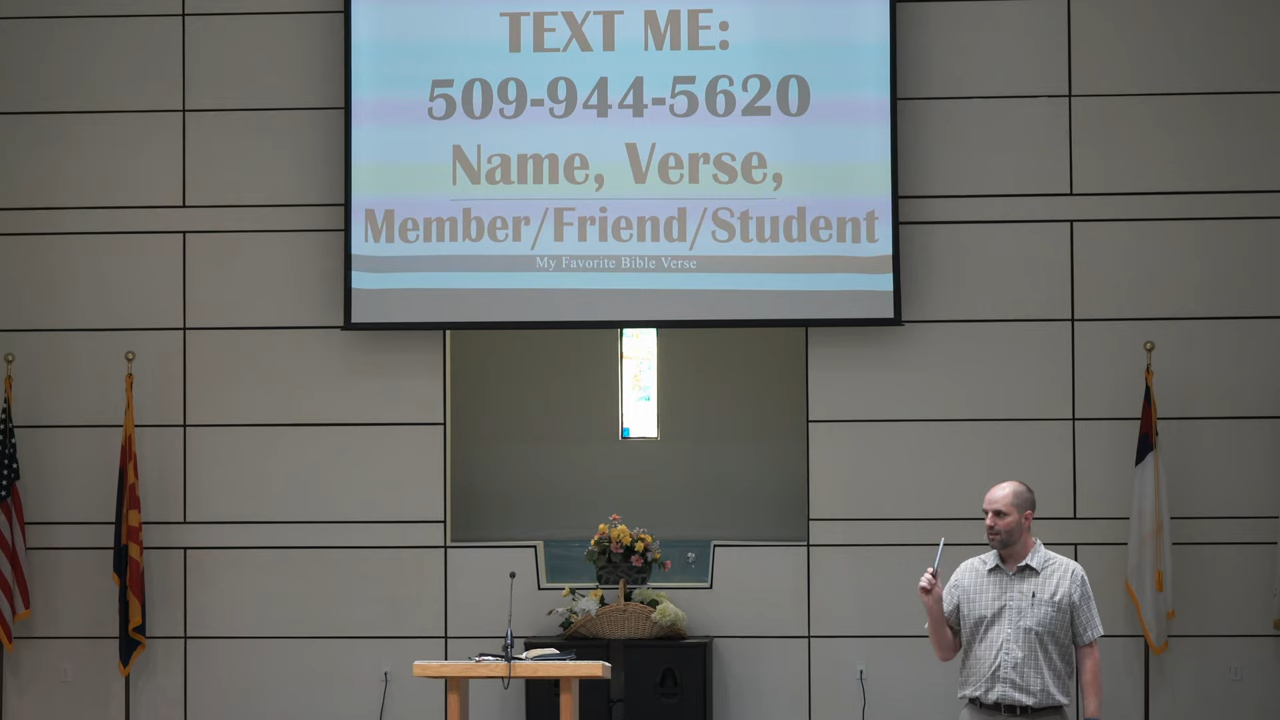 TEXT ME:
509-944-5620
Name, Verse,
Member/Friend/Student
My Favorite Bible Verse